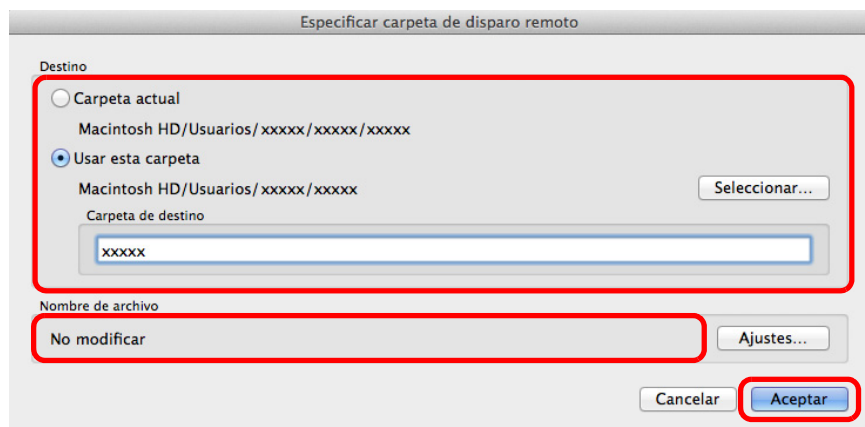 Especificar carpeta de disparo remoto
Destino
Carpeta actual
Macintosh HD/Usuarios/xxxxx/xxxxx/xxxxx
Usar esta carpeta
Macintosh HD/Usuarios/xxxxx/xxxxx
Seleccionar...
Carpeta de destino
xxxxx
Nombre de archivo
No modificar
Ajustes...
Cancelar
Aceptar